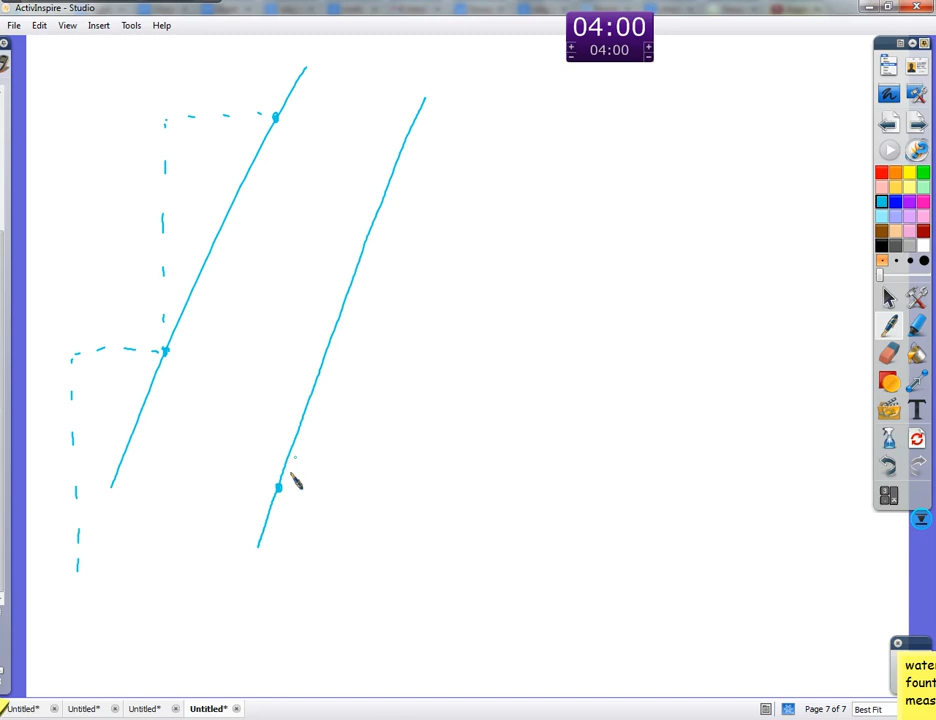 ActivInspire - Studio
File Edit View Insert Tools Help
04:00
04:00
wate
fount
meas
Untitled* Untitled* Untitled* Untitled*
Page 7 of 7 Best Fit